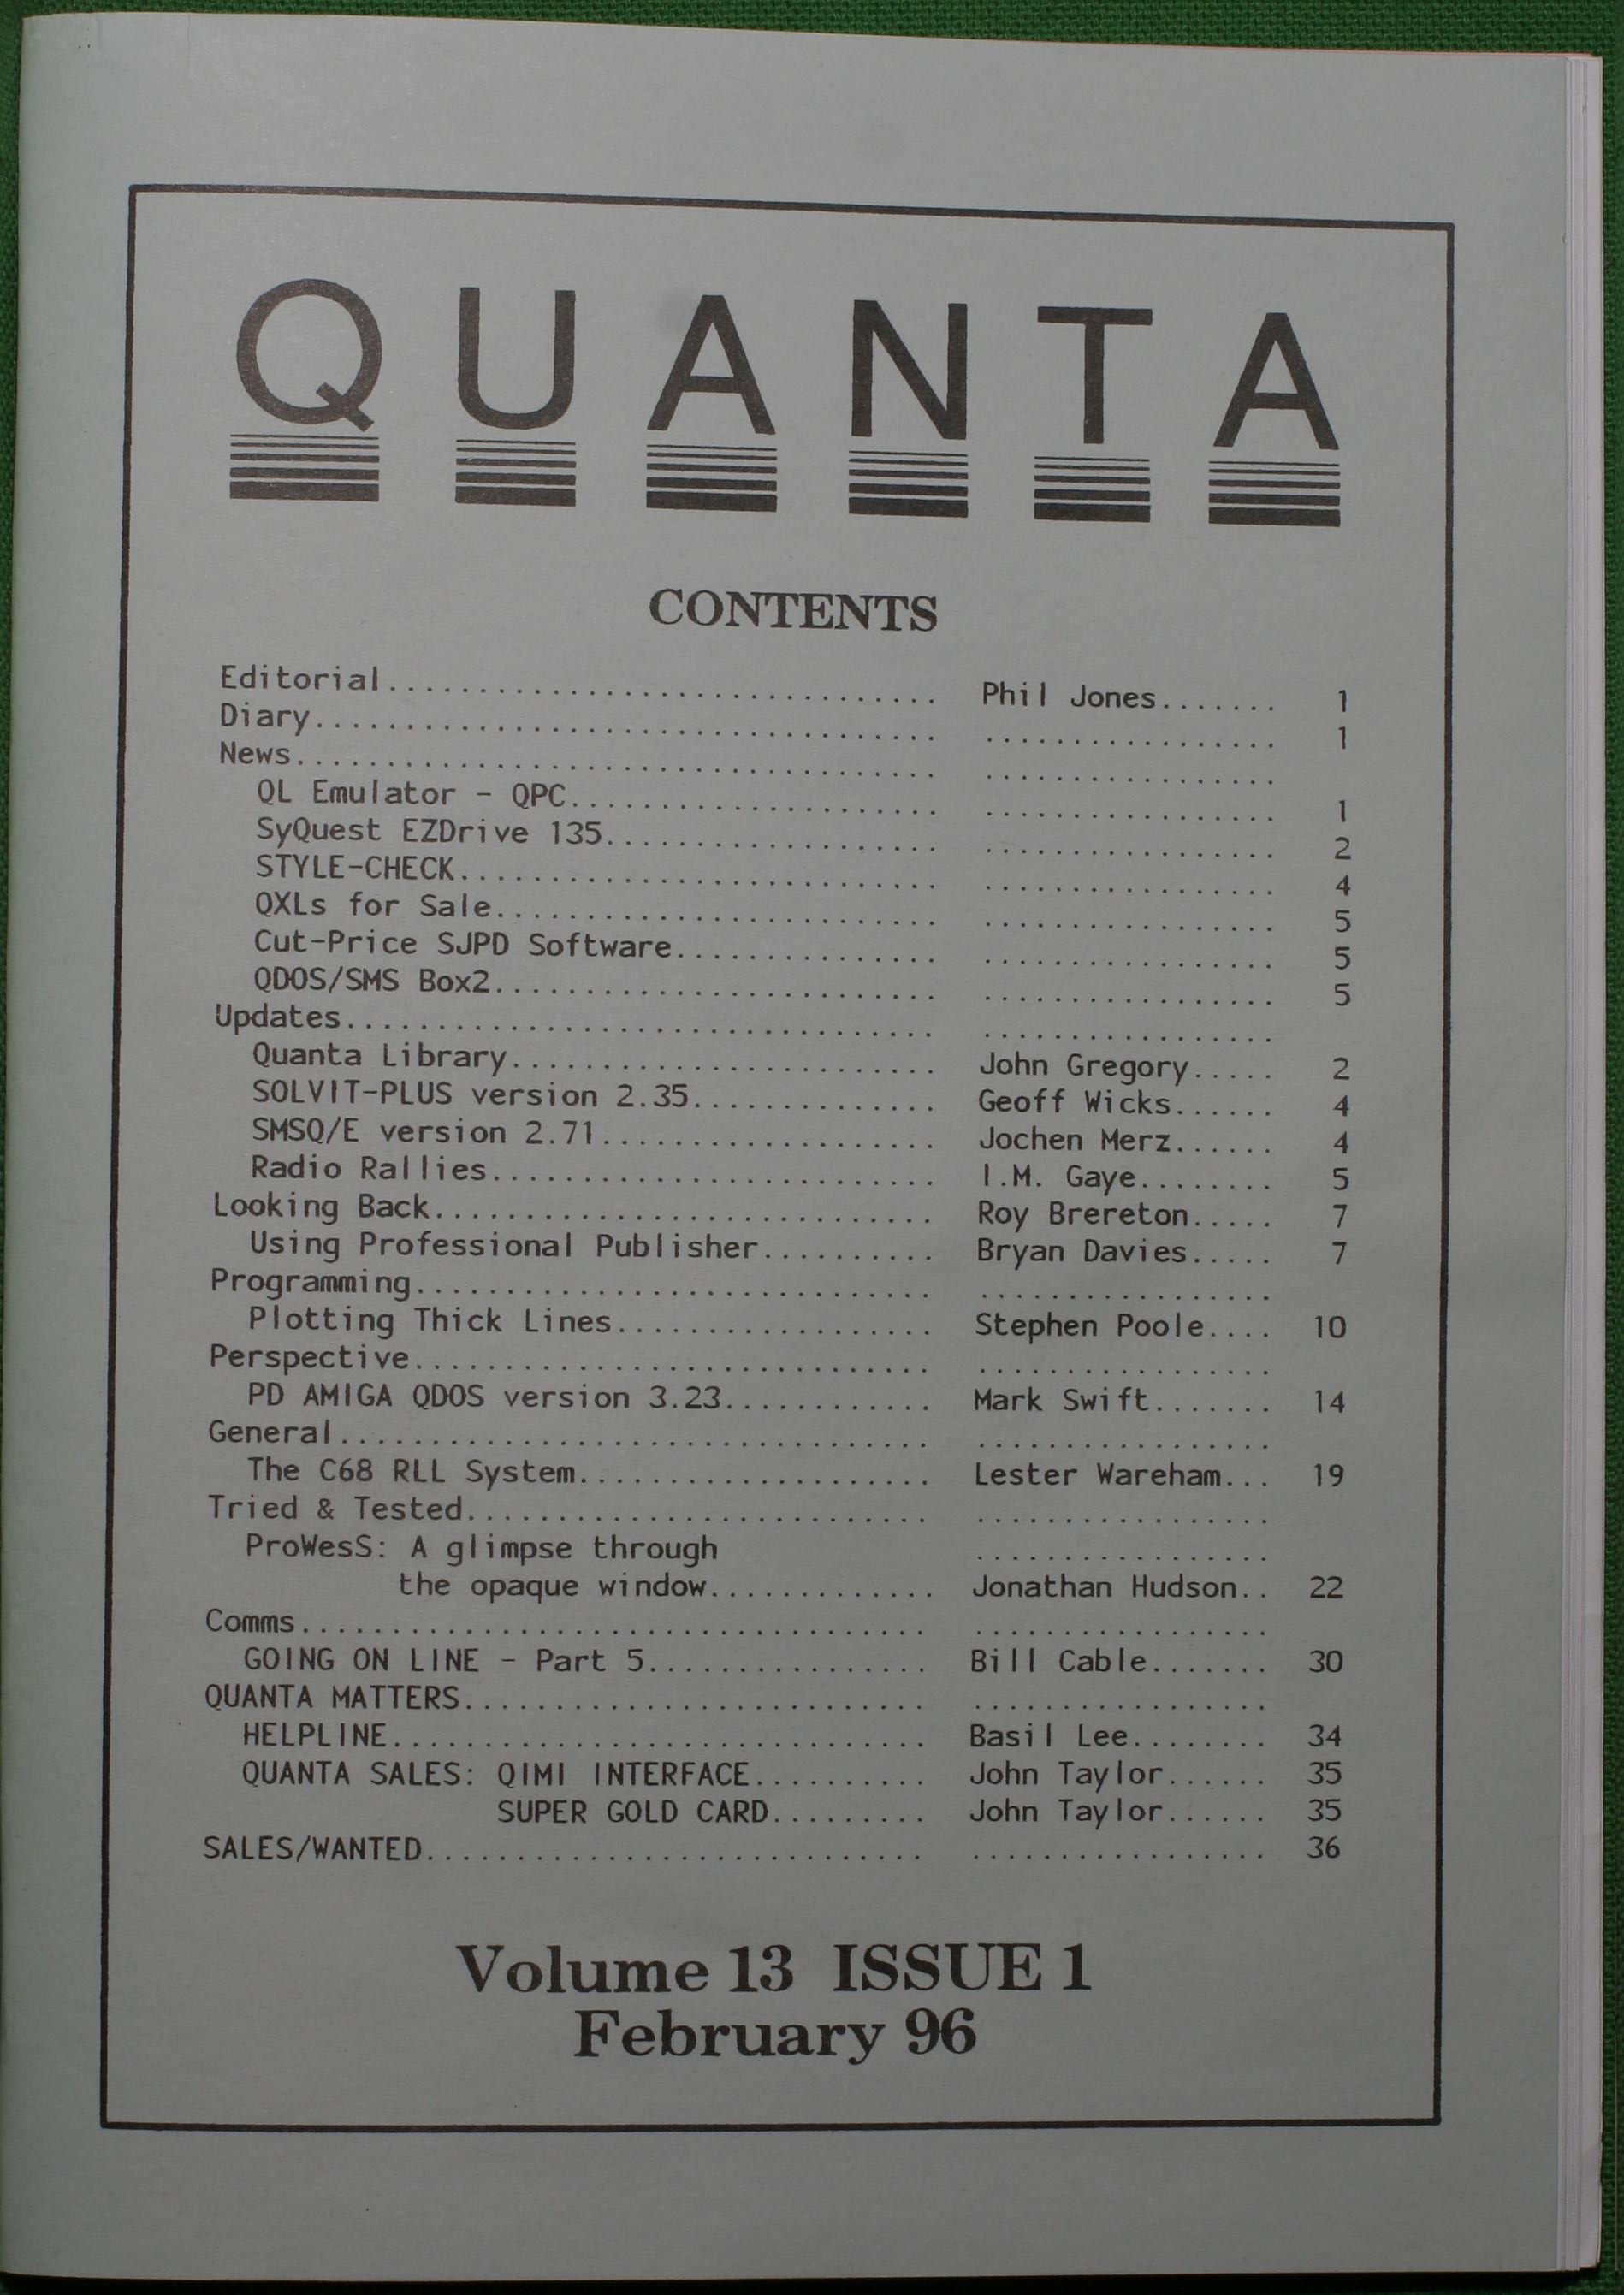 QUANTA
CONTENTS
Editorial.............................. Phil Jones....... 1
Diary.................................. ................ 1
News................................... ................
QL Emulator - QPC.................... ................ 1
SyQuest EZDrive 135.................. ................ 2
STYLE-CHECK.......................... ................ 4
QXLs for Sale........................ ................ 5
Cut-Price SJPD Software.............. ................ 5
QDOS/SMS Box2........................ ................ 5
Updates................................ ................
Quanta Library....................... John Gregory..... 2
SOLVIT-PLUS version 2.35............. Geoff Wicks...... 4
SMSQ/E version 2.71.................. Jochen Merz...... 4
Radio Rallies........................ I.M. Gaye........ 5
Looking Back........................... Roy Brereton..... 7
Using Professional Publisher.......... Bryan Davies..... 7
Programming............................ ................
Plotting Thick Lines.................. Stephen Poole.... 10
Perspective............................ ................
PD AMIGA QDOS version 3.23............ Mark Swift....... 14
General................................ ................
The C68 RLL System................... Lester Wareham... 19
Tried & Tested......................... ................
ProWesS: A glimpse through ................
the opaque window............. Jonathan Hudson.. 22
Comms.................................. ................
GOING ON LINE - Part 5................ Bill Cable....... 30
QUANTA MATTERS......................... ................
HELPLINE.............................. Basil Lee........ 34
QUANTA SALES: QIMI INTERFACE.......... John Taylor...... 35
SUPER GOLD CARD......... John Taylor...... 35
SALES/WANTED........................... ................ 36
Volume 13 ISSUE 1
February 96